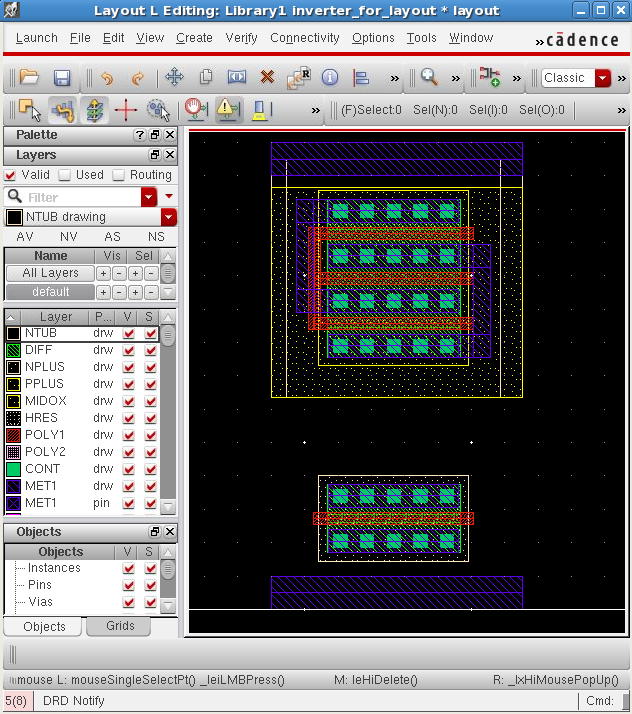 Layout L Editing: Library1 inverter_for_layout * layout
Launch File Edit View Create Verify Connectivity Options Tools Window » cādence
» » » Classic »
» (F)Select:0 Sel(N):0 Sel(I):0 Sel(O):0 »
Palette
Layers
Valid Used Routing
Filter
NTUB drawing
AV NV AS NS
Name Vis Sel
All Layers + - + -
default + - + -
Layer P... V S
NTUB drw
DIFF drw
NPLUS drw
PPLUS drw
MIDOX drw
HRES drw
POLY1 drw
POLY2 drw
CONT drw
MET1 drw
MET1 pin
Objects
Objects V S
Instances
Pins
Vias
Objects Grids
mouse L: mouseSingleSelectPt() _leiLMBPress() M: leHiDelete() R: _lxHiMousePopUp()
5(8) DRD Notify Cmd: